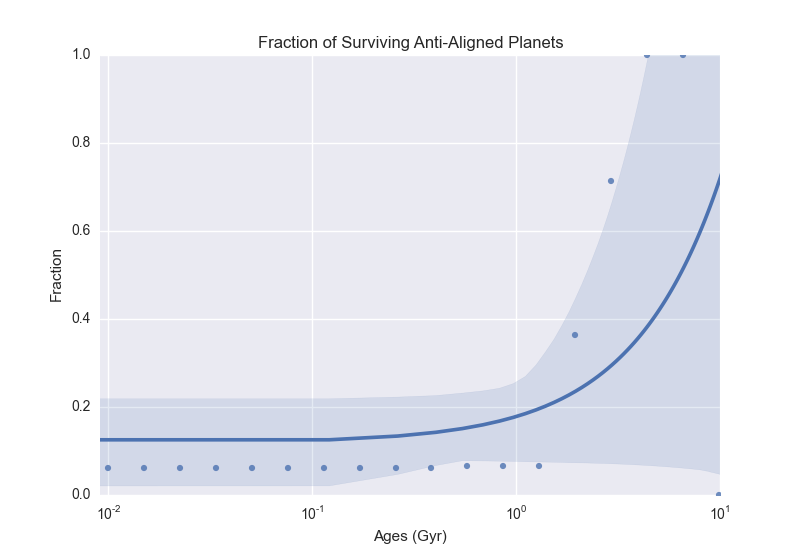 Fraction of Surviving Anti-Aligned Planets
1.0
0.8
0.6
0.4
0.2
0.0
Fraction
10^-2 10^-1 10^0 10^1
Ages (Gyr)